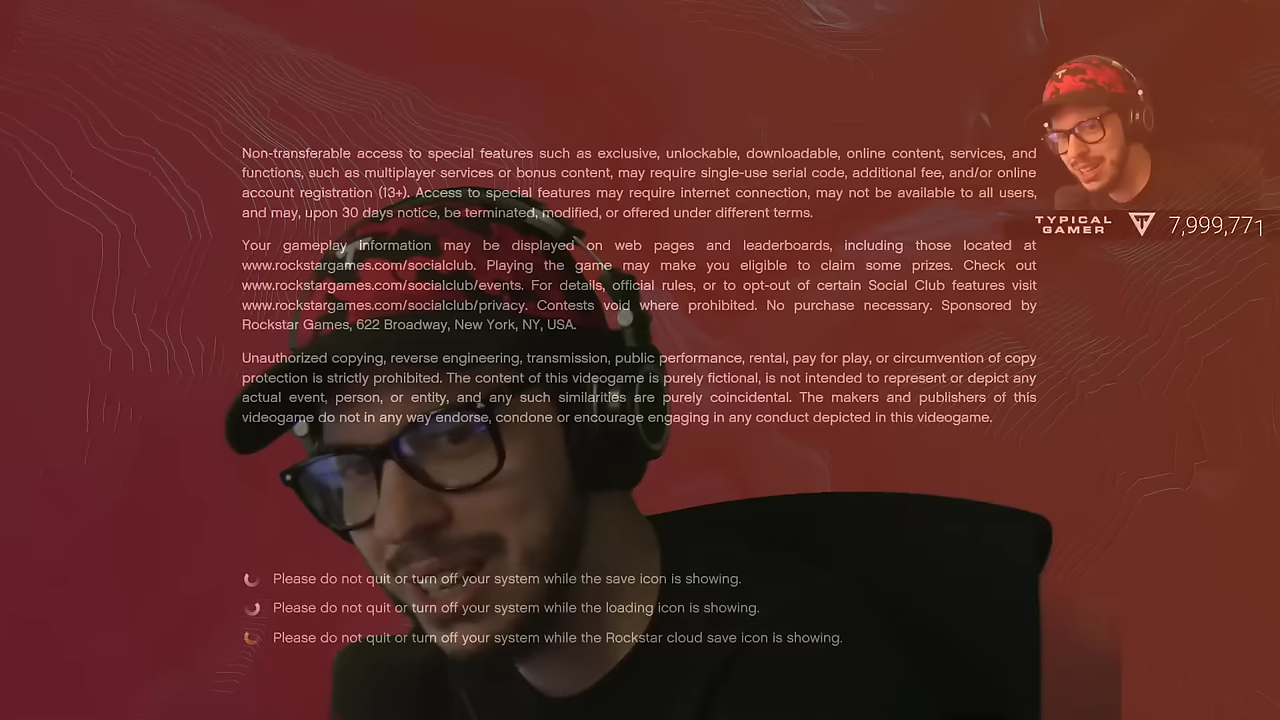 Non-transferable access to special features such as exclusive, unlockable, downloadable, online content, services, and
functions, such as multiplayer services or bonus content, may require single-use serial code, additional fee, and/or online
account registration (13+). Access to special features may require internet connection, may not be available to all users,
and may, upon 30 days notice, be terminated, modified, or offered under different terms.
TYPICAL
GAMER
7,999,771
Your gameplay information may be displayed on web pages and leaderboards, including those located at
www.rockstargames.com/socialclub. Playing the game may make you eligible to claim some prizes. Check out
www.rockstargames.com/socialclub/events. For details, official rules, or to opt-out of certain Social Club features visit
www.rockstargames.com/socialclub/privacy. Contests void where prohibited. No purchase necessary. Sponsored by
Rockstar Games, 622 Broadway, New York, NY, USA.
Unauthorized copying, reverse engineering, transmission, public performance, rental, pay for play, or circumvention of copy
protection is strictly prohibited. The content of this videogame is purely fictional, is not intended to represent or depict any
actual event, person, or entity, and any such similarities are purely coincidental. The makers and publishers of this
videogame do not in any way endorse, condone or encourage engaging in any conduct depicted in this videogame.
Please do not quit or turn off your system while the save icon is showing.
Please do not quit or turn off your system while the loading icon is showing.
Please do not quit or turn off your system while the Rockstar cloud save icon is showing.